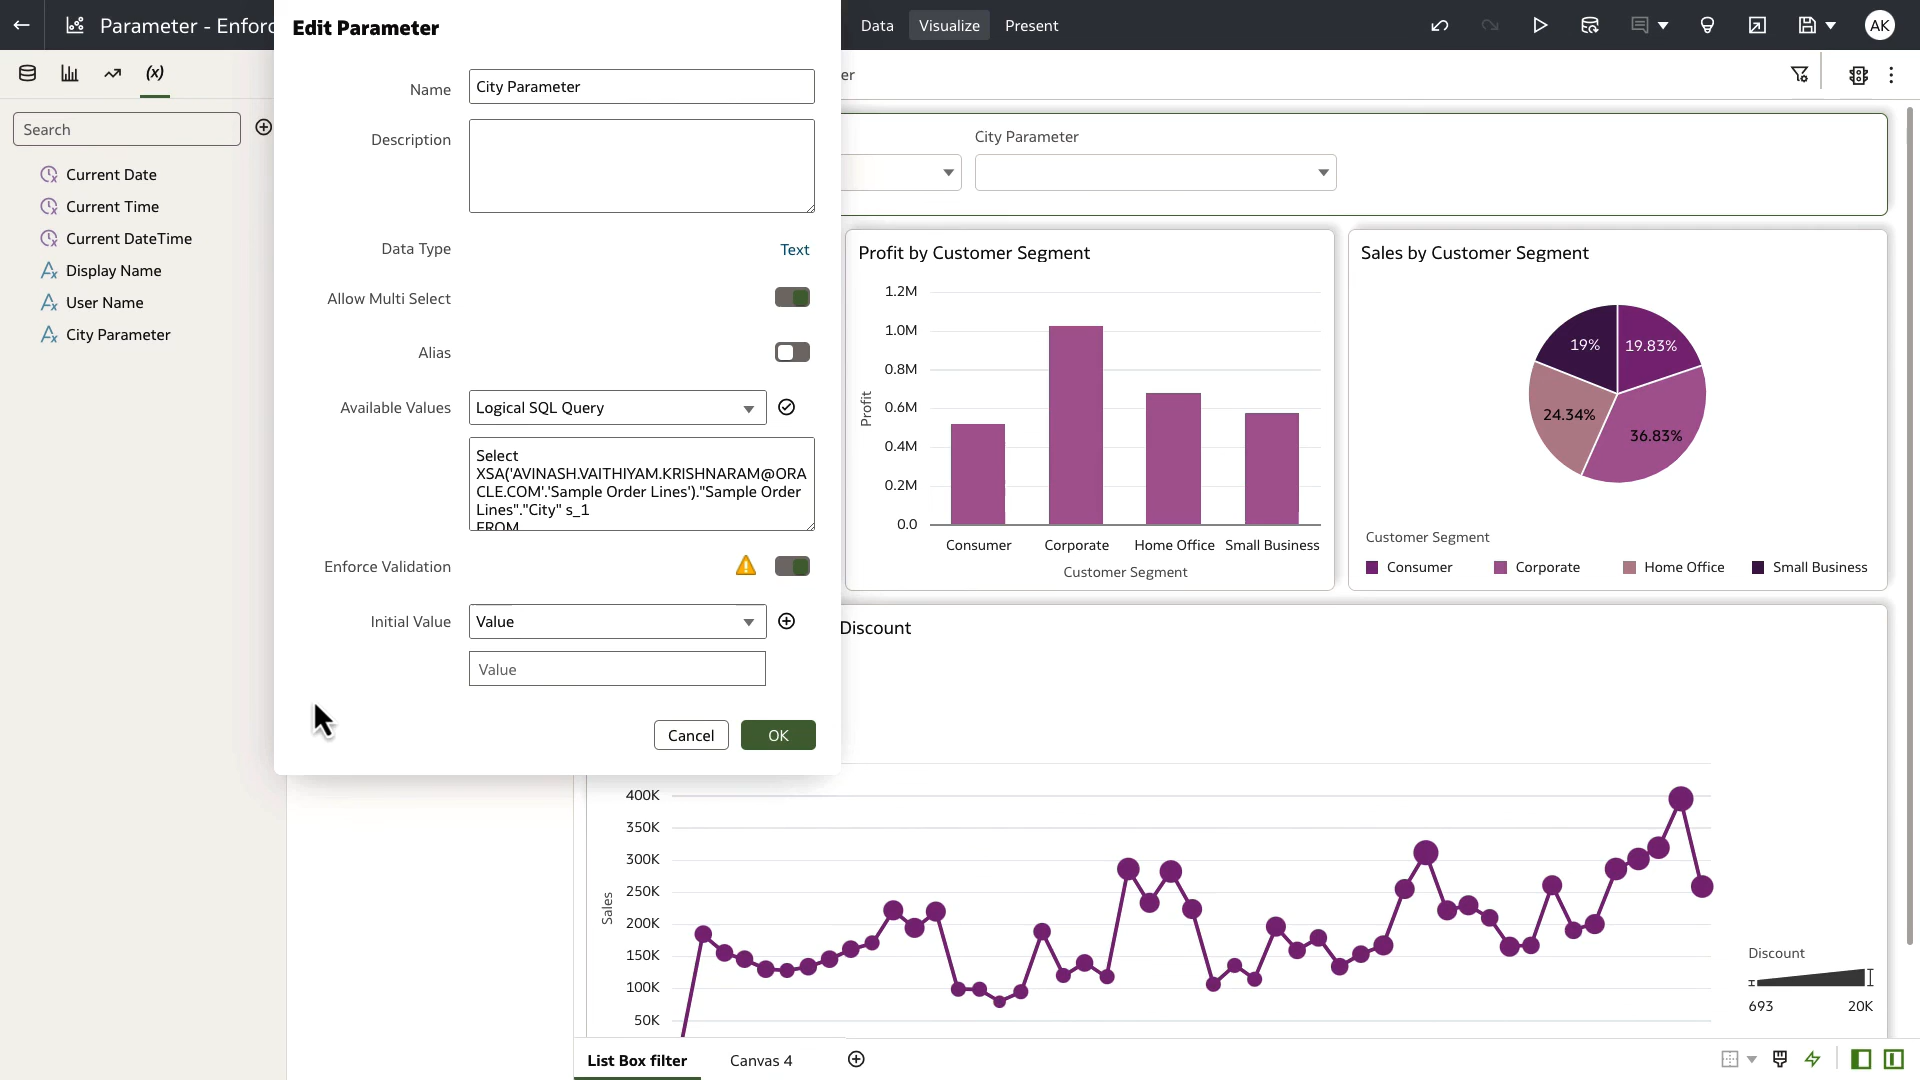 Parameter - Enforc
Data
Visualize
Present
AK
Search
Current Date
Current Time
Current DateTime
Display Name
User Name
City Parameter
Edit Parameter
Name
City Parameter
Description
Data Type
Text
Allow Multi Select
Alias
Available Values
Logical SQL Query
Select
XSA('AVINASH.VAITHIYAM.KRISHNARAM@ORA
CLE.COM'.'Sample Order Lines')."Sample Order
Lines"."City" s_1
FROM
Enforce Validation
Initial Value
Value
Value
Cancel
OK
er
City Parameter
Profit by Customer Segment
1.2M
1.0M
0.8M
0.6M
0.4M
0.2M
0.0
Profit
Consumer
Corporate
Home Office
Small Business
Customer Segment
Sales by Customer Segment
19%
19.83%
24.34%
36.83%
Customer Segment
Consumer
Corporate
Home Office
Small Business
Discount
400K
350K
300K
250K
200K
150K
100K
50K
Sales
Discount
693
20K
List Box filter
Canvas 4